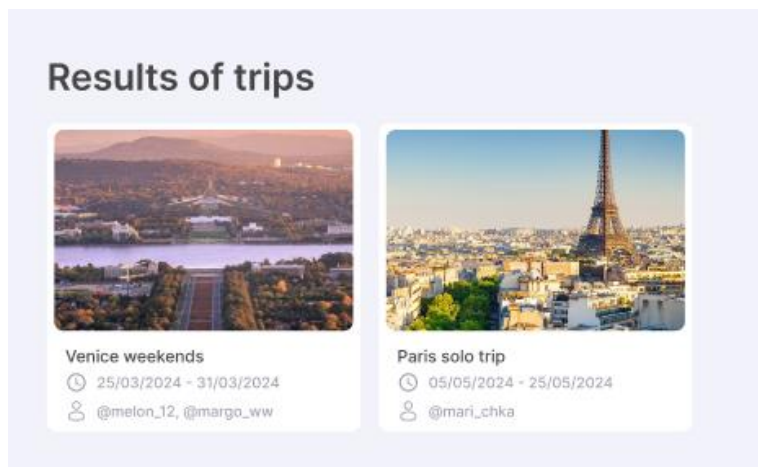 Results of trips
Venice weekends
25/03/2024 - 31/03/2024
@melon_12, @margo_ww
Paris solo trip
05/05/2024 - 25/05/2024
@mari_chka